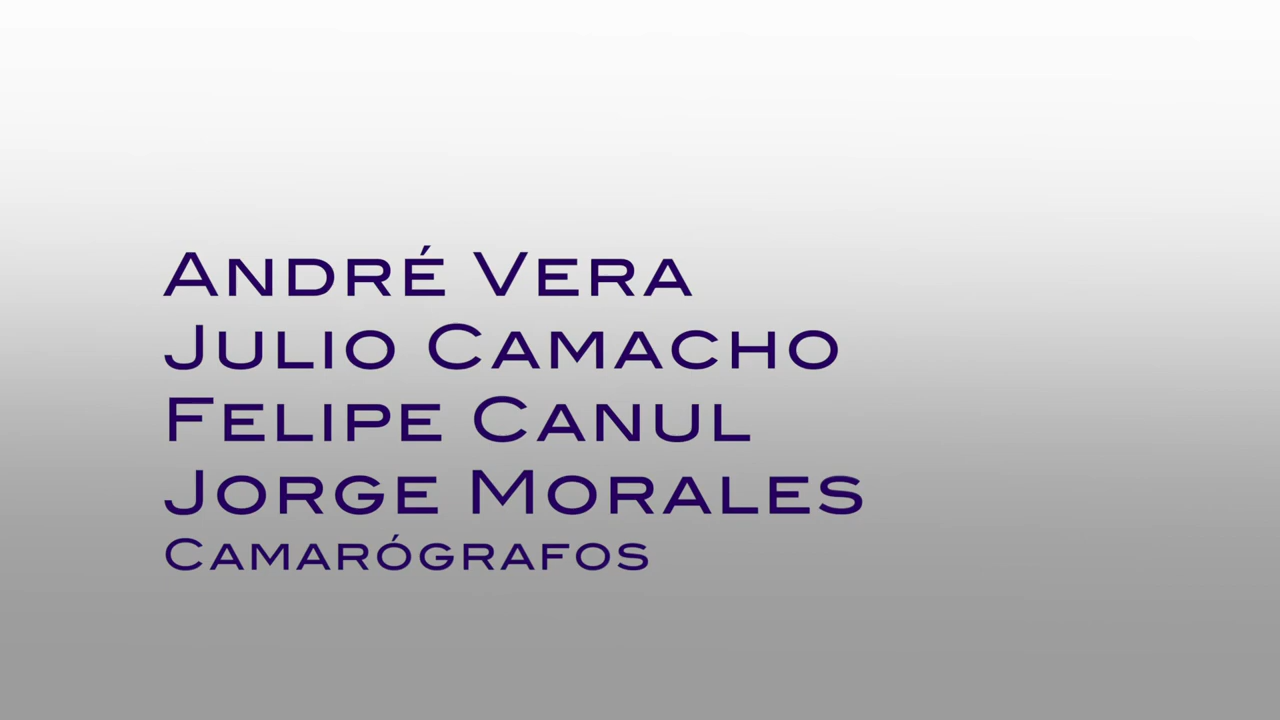 André Vera
Julio Camacho
Felipe Canul
Jorge Morales
Camarógrafos